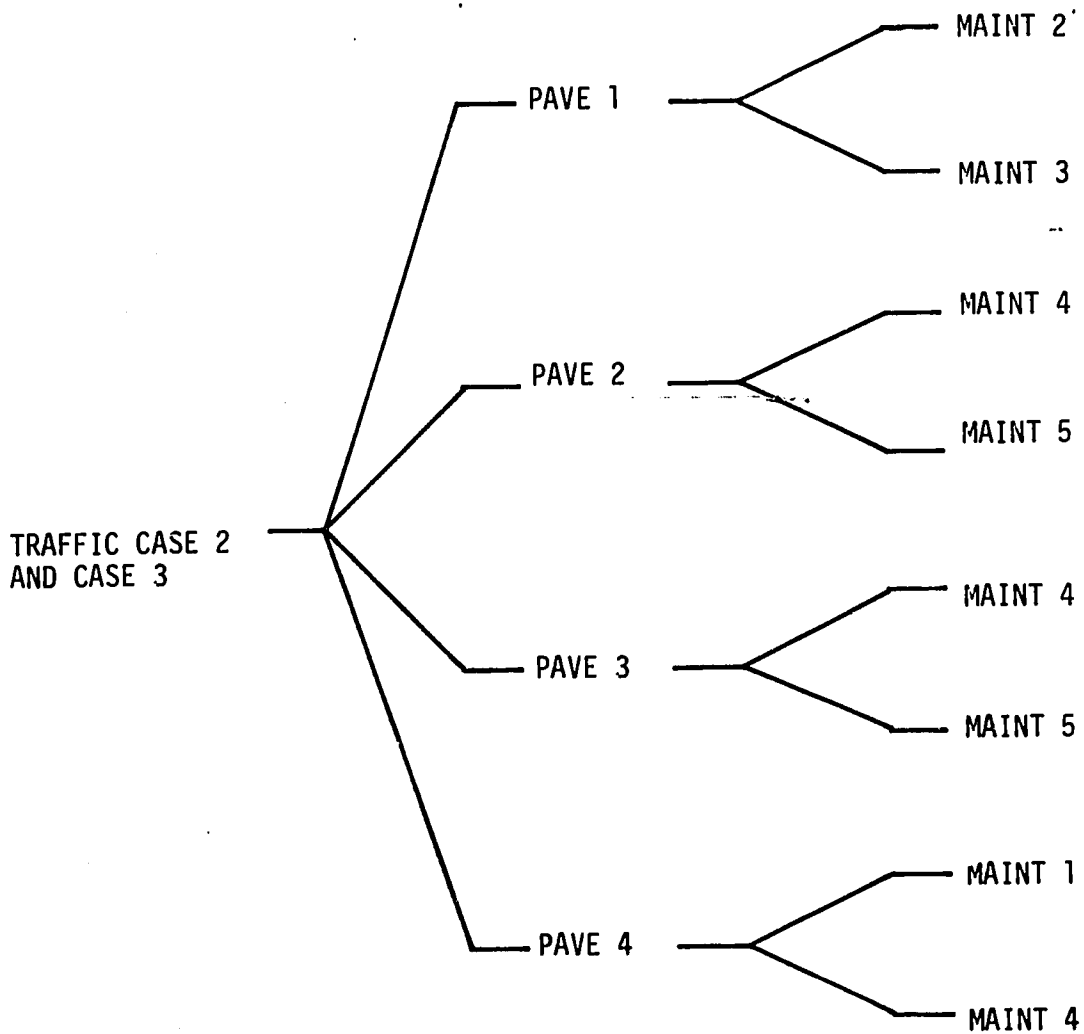 MAINT 2
PAVE 1
MAINT 3
MAINT 4
PAVE 2
MAINT 5
TRAFFIC CASE 2
AND CASE 3
MAINT 4
PAVE 3
MAINT 5
MAINT 1
PAVE 4
MAINT 4